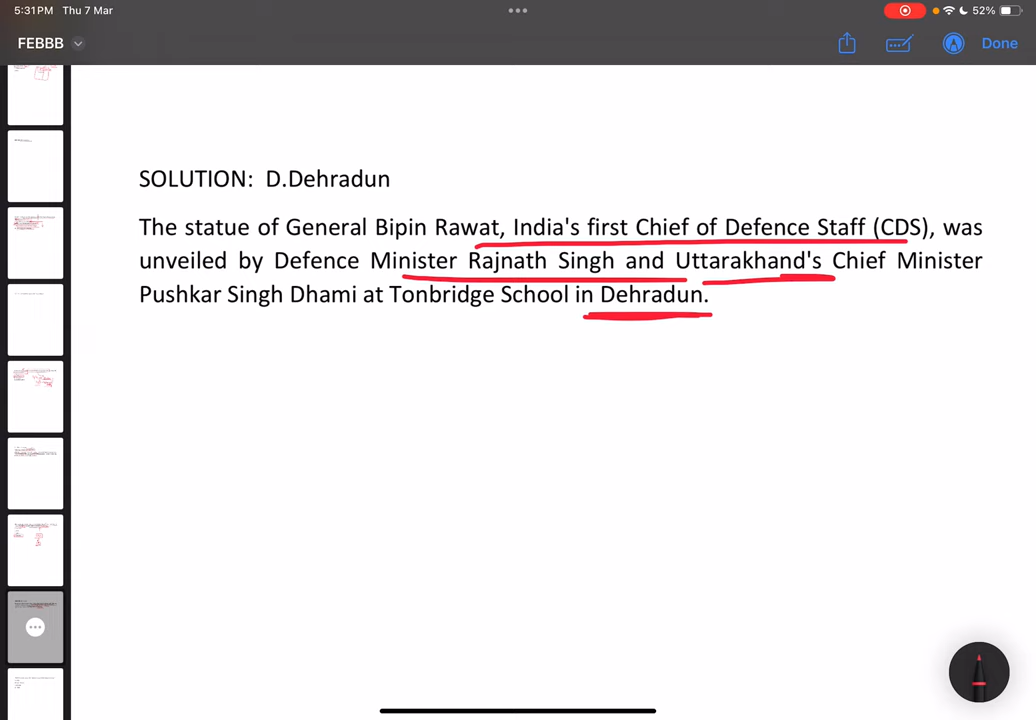 5:31 PM Thu 7 Mar
52%
FEBBB
Done
SOLUTION: D.Dehradun
The statue of General Bipin Rawat, India's first Chief of Defence Staff (CDS), was
unveiled by Defence Minister Rajnath Singh and Uttarakhand's Chief Minister
Pushkar Singh Dhami at Tonbridge School in Dehradun.